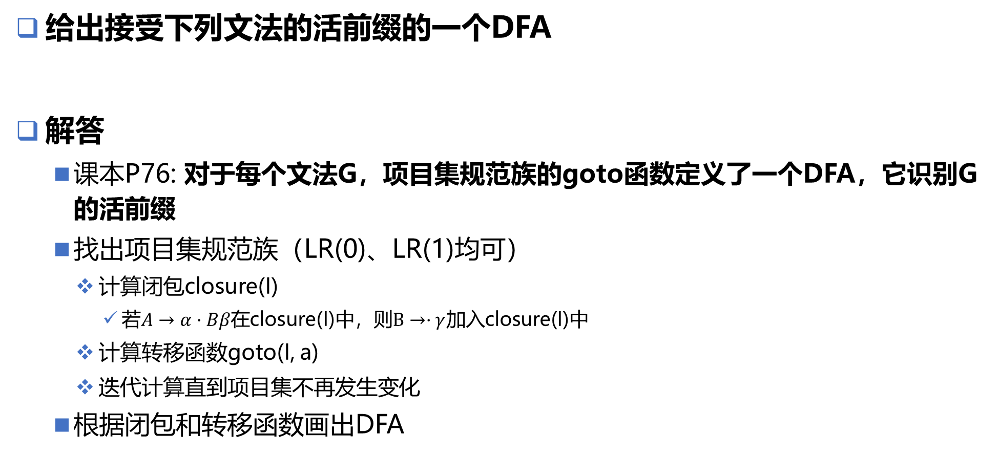 给出接受下列文法的活前缀的一个DFA
解答
课本P76: 对于每个文法G，项目集规范族的goto函数定义了一个DFA，它识别G
的活前缀
找出项目集规范族（LR(0)、LR(1)均可）
计算闭包closure(I)
若A → α · Bβ在closure(I)中，则B →· γ加入closure(I)中
计算转移函数goto(I, a)
迭代计算直到项目集不再发生变化
根据闭包和转移函数画出DFA